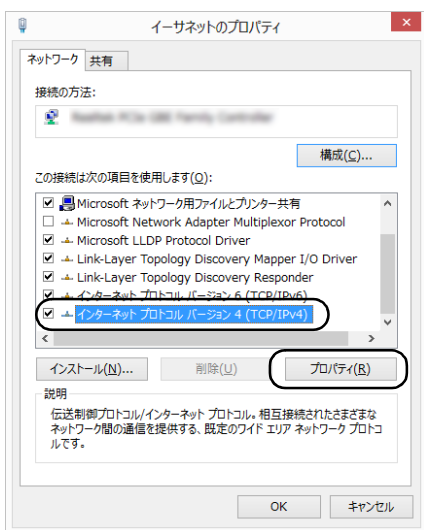 イーサネットのプロパティ
ネットワーク 共有
接続の方法:
構成(C)...
この接続は次の項目を使用します(O):
Microsoft ネットワーク用ファイルとプリンター共有
Microsoft Network Adapter Multiplexor Protocol
Microsoft LLDP Protocol Driver
Link-Layer Topology Discovery Mapper I/O Driver
Link-Layer Topology Discovery Responder
インターネット プロトコル バージョン 6 (TCP/IPv6)
インターネット プロトコル バージョン 4 (TCP/IPv4)
インストール(N)... 削除(U) プロパティ(R)
説明
伝送制御プロトコル/インターネット プロトコル。相互接続されたさまざまな
ネットワーク間の通信を提供する、既定のワイド エリア ネットワーク プロトコ
ルです。
OK キャンセル